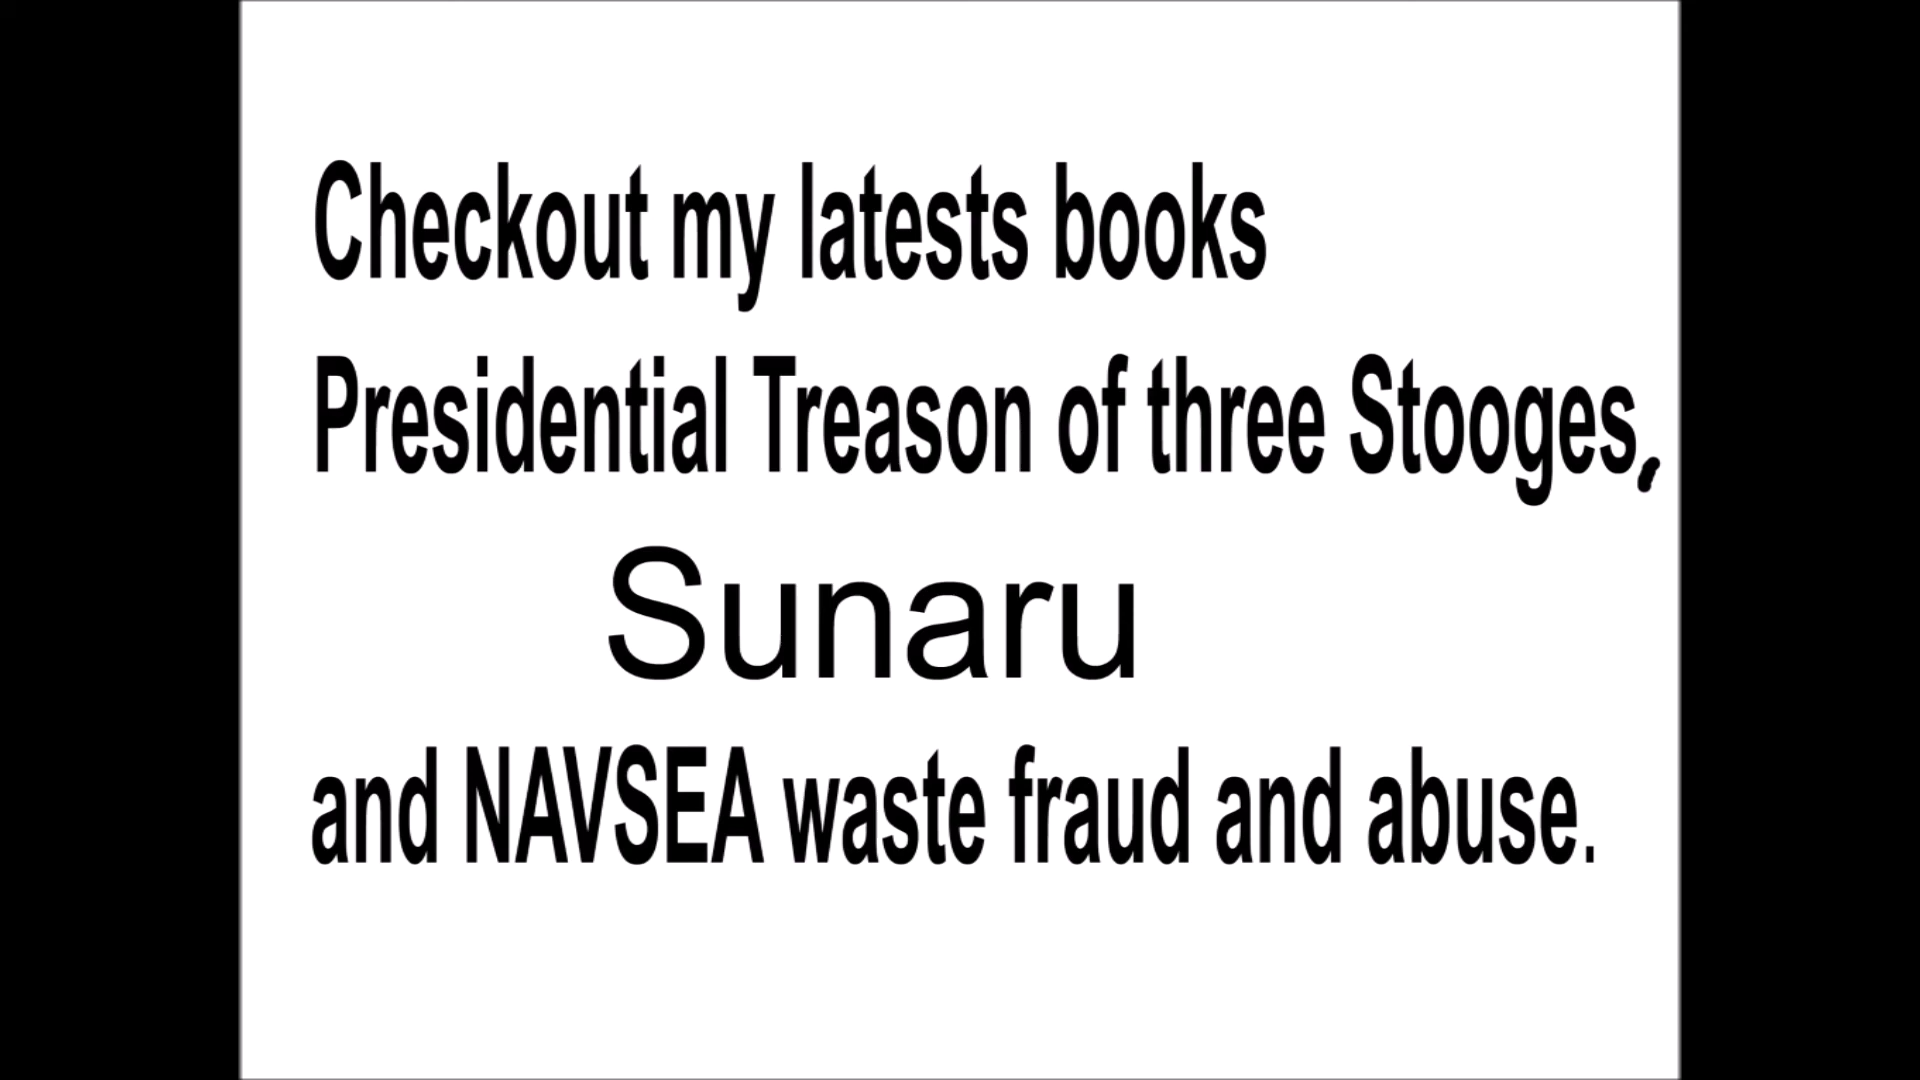 Checkout my latests books
Presidential Treason of three Stooges,
Sunaru
and NAVSEA waste fraud and abuse.